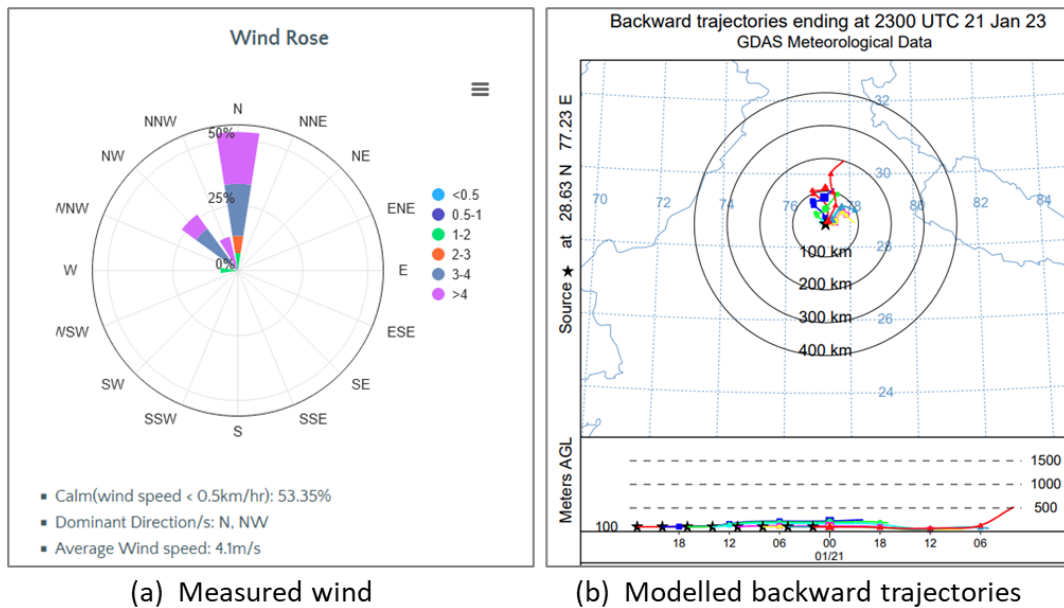 Wind Rose
N
NNE
NE
ENE
E
ESE
SE
SSE
S
SSW
SW
WSW
W
WNW
NW
NNW
50%
25%
0%
<0.5
0.5-1
1-2
2-3
3-4
>4
Calm(wind speed < 0.5km/hr): 53.35%
Dominant Direction/s: N, NW
Average Wind speed: 4.1m/s
(a) Measured wind
Backward trajectories ending at 2300 UTC 21 Jan 23
GDAS Meteorological Data
Source ★ at 28.63 N 77.23 E
32
30
70
72
74
76
78
80
82
84
28
26
24
100 km
200 km
300 km
400 km
Meters AGL
1500
1000
500
100
18
12
06
00
18
12
06
01/21
(b) Modelled backward trajectories